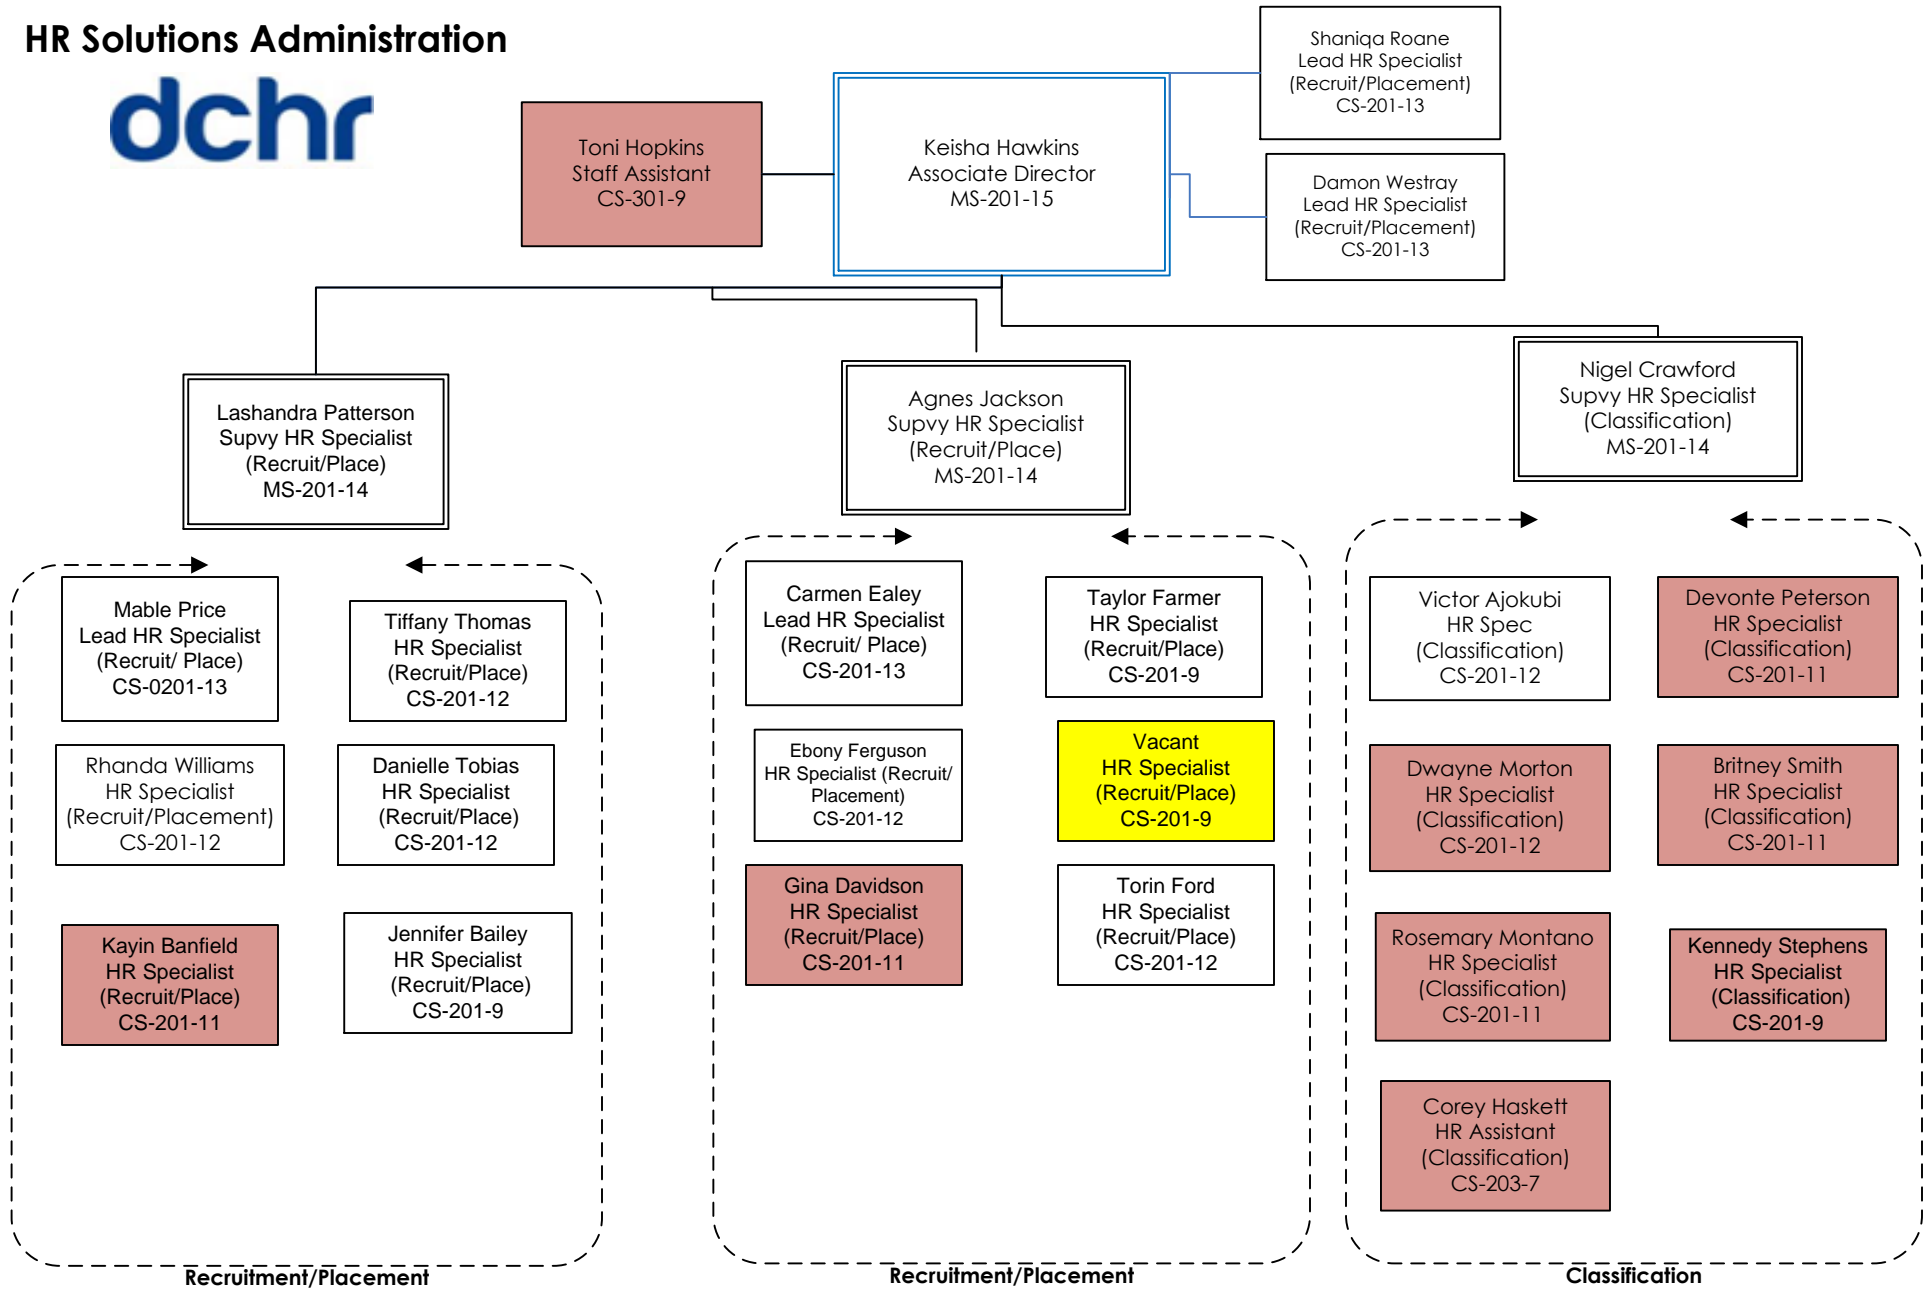 HR Solutions Administration
dchr
Shaniqa Roane
Lead HR Specialist
(Recruit/Placement)
CS-201-13
Toni Hopkins
Staff Assistant
CS-301-9
Keisha Hawkins
Associate Director
MS-201-15
Damon Westray
Lead HR Specialist
(Recruit/Placement)
CS-201-13
Lashandra Patterson
Supvy HR Specialist
(Recruit/Place)
MS-201-14
Agnes Jackson
Supvy HR Specialist
(Recruit/Place)
MS-201-14
Nigel Crawford
Supvy HR Specialist
(Classification)
MS-201-14
Mable Price
Lead HR Specialist
(Recruit/ Place)
CS-0201-13
Tiffany Thomas
HR Specialist
(Recruit/Place)
CS-201-12
Rhanda Williams
HR Specialist
(Recruit/Placement)
CS-201-12
Danielle Tobias
HR Specialist
(Recruit/Place)
CS-201-12
Kayin Banfield
HR Specialist
(Recruit/Place)
CS-201-11
Jennifer Bailey
HR Specialist
(Recruit/Place)
CS-201-9
Recruitment/Placement
Carmen Ealey
Lead HR Specialist
(Recruit/ Place)
CS-201-13
Taylor Farmer
HR Specialist
(Recruit/Place)
CS-201-9
Ebony Ferguson
HR Specialist (Recruit/
Placement)
CS-201-12
Vacant
HR Specialist
(Recruit/Place)
CS-201-9
Gina Davidson
HR Specialist
(Recruit/Place)
CS-201-11
Torin Ford
HR Specialist
(Recruit/Place)
CS-201-12
Recruitment/Placement
Victor Ajokubi
HR Spec
(Classification)
CS-201-12
Devonte Peterson
HR Specialist
(Classification)
CS-201-11
Dwayne Morton
HR Specialist
(Classification)
CS-201-12
Britney Smith
HR Specialist
(Classification)
CS-201-11
Rosemary Montano
HR Specialist
(Classification)
CS-201-11
Kennedy Stephens
HR Specialist
(Classification)
CS-201-9
Corey Haskett
HR Assistant
(Classification)
CS-203-7
Classification